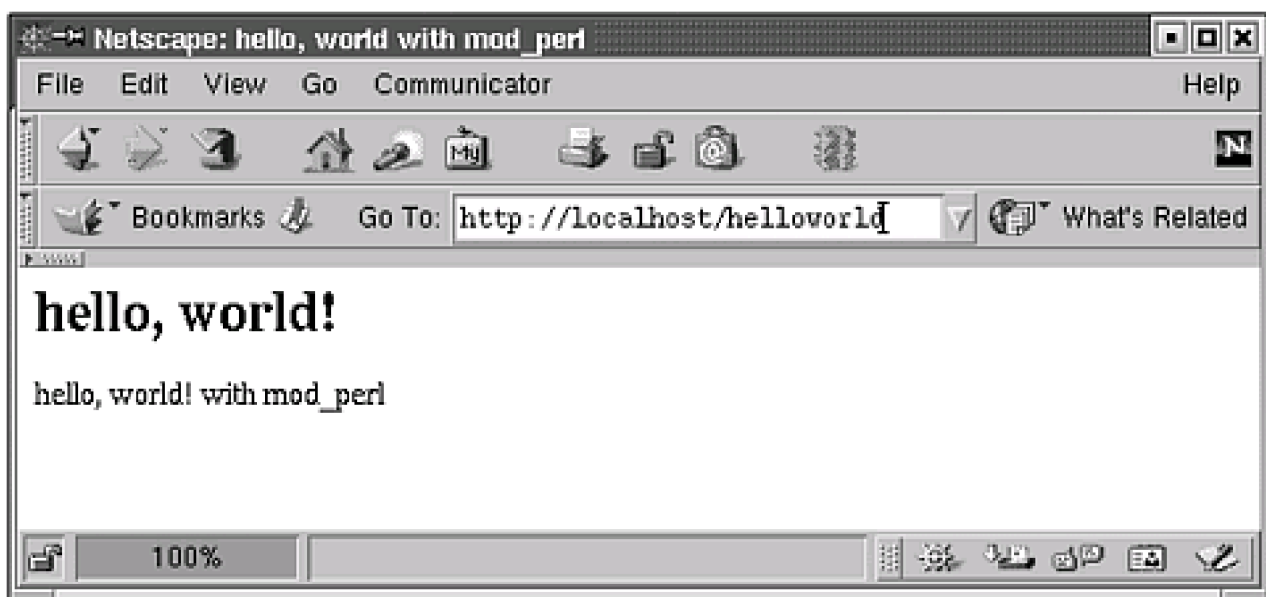 Netscape: hello, world with mod_perl
File Edit View Go Communicator Help
My @ N
Bookmarks Go To: http://localhost/helloworld What's Related
hello, world!
hello, world! with mod_perl
100%